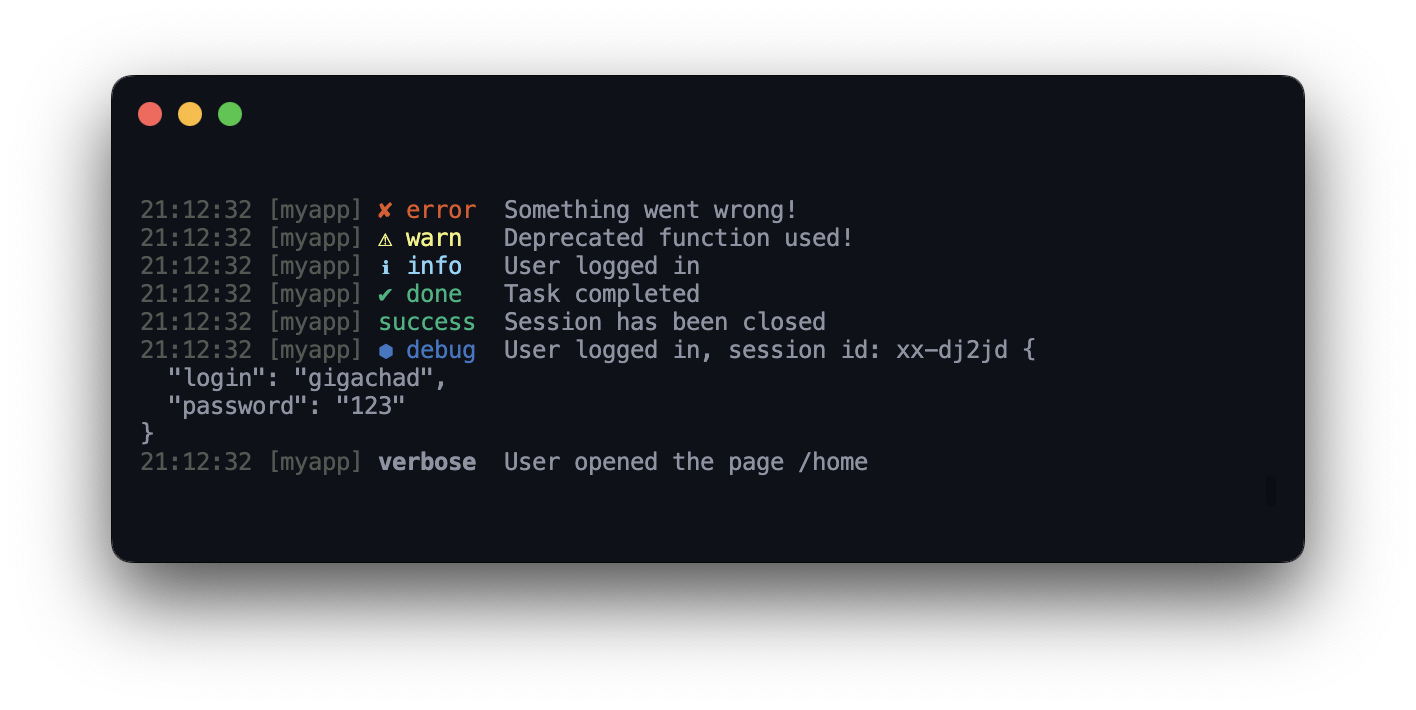 21:12:32 [myapp] ✘ error  Something went wrong!
21:12:32 [myapp] ⚠ warn   Deprecated function used!
21:12:32 [myapp] ℹ info   User logged in
21:12:32 [myapp] ✔ done   Task completed
21:12:32 [myapp] success  Session has been closed
21:12:32 [myapp] ⬢ debug  User logged in, session id: xx-dj2jd {
  "login": "gigachad",
  "password": "123"
}
21:12:32 [myapp] verbose  User opened the page /home